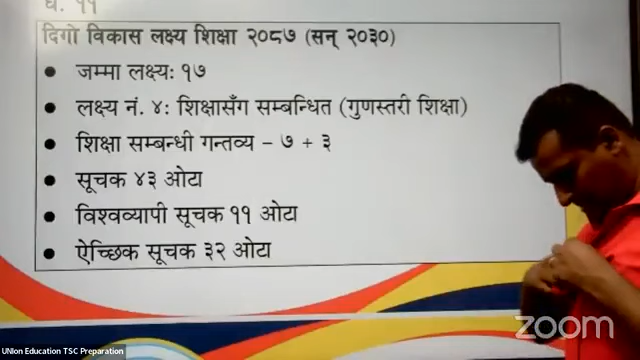 घ. ११
दिगो विकास लक्ष्य शिक्षा २०८७ (सन् २०३०)
● जम्मा लक्ष्यः १७
● लक्ष्य नं. ४: शिक्षासँग सम्बन्धित (गुणस्तरी शिक्षा)
● शिक्षा सम्बन्धी गन्तव्य – ७ + ३
● सूचक ४३ ओटा
● विश्वव्यापी सूचक ११ ओटा
● ऐच्छिक सूचक ३२ ओटा
zoom
UNIon Education TSC Preparation